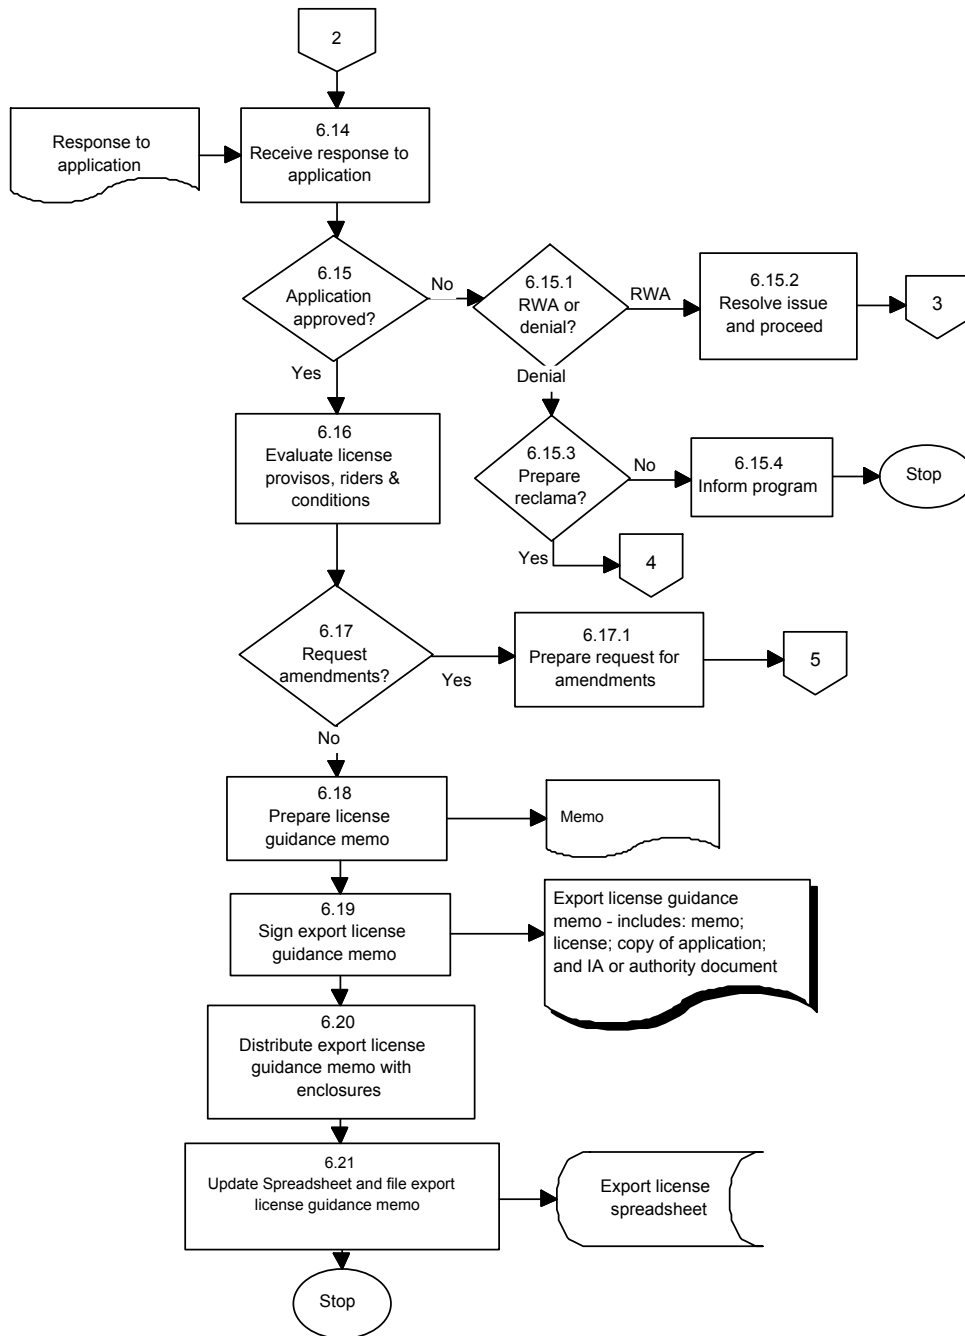 2
Response to
application
6.14
Receive response to
application
6.15
Application
approved?
No
6.15.1
RWA or
denial?
RWA
6.15.2
Resolve issue
and proceed
3
Yes
Denial
6.16
Evaluate license
provisos, riders &
conditions
6.15.3
Prepare
reclama?
No
6.15.4
Inform program
Stop
Yes
4
6.17
Request
amendments?
Yes
6.17.1
Prepare request for
amendments
5
No
6.18
Prepare license
guidance memo
Memo
6.19
Sign export license
guidance memo
Export license guidance
memo - includes: memo;
license; copy of application;
and IA or authority document
6.20
Distribute export license
guidance memo with
enclosures
6.21
Update Spreadsheet and file export
license guidance memo
Export license
spreadsheet
Stop